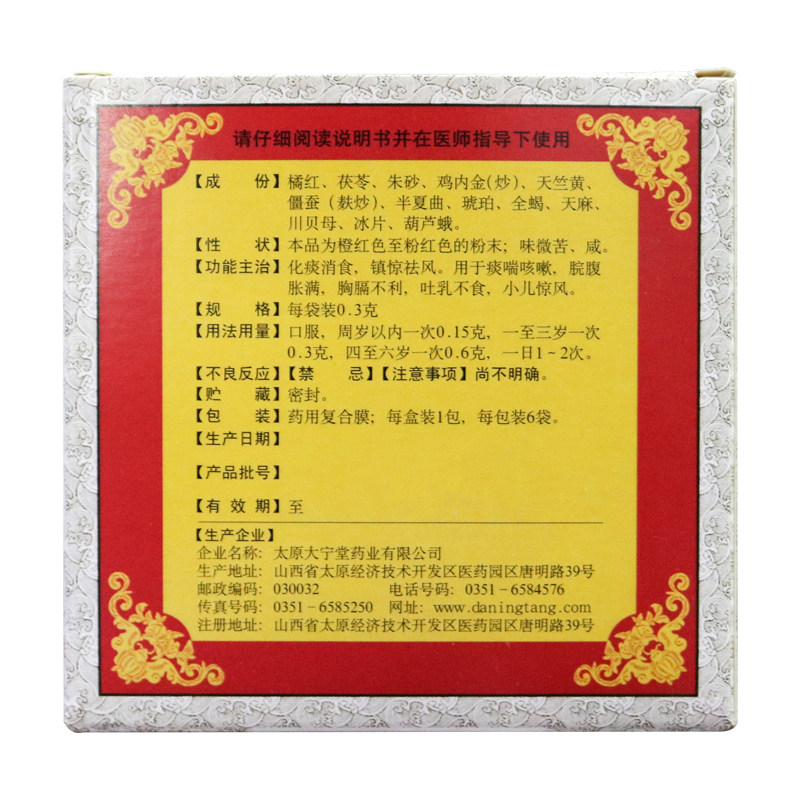 请仔细阅读说明书并在医师指导下使用
【成 份】橘红、茯苓、朱砂、鸡内金(炒)、天竺黄、
僵蚕(麸炒)、半夏曲、琥珀、全蝎、天麻、
川贝母、冰片、葫芦蛾。
【性 状】本品为橙红色至粉红色的粉末;味微苦、咸。
【功能主治】化痰消食,镇惊祛风。用于痰喘咳嗽,脘腹
胀满,胸膈不利,吐乳不食,小儿惊风。
【规 格】每袋装0.3克
【用法用量】口服,周岁以内一次0.15克,一至三岁一次
0.3克,四至六岁一次0.6克,一日1~2次。
【不良反应】【禁 忌】【注意事项】尚不明确。
【贮 藏】密封。
【包 装】药用复合膜;每盒装1包,每包装6袋。
【生产日期】
【产品批号】
【有 效 期】至
【生产企业】
企业名称:太原大宁堂药业有限公司
生产地址:山西省太原经济技术开发区医药园区唐明路39号
邮政编码:030032 电话号码:0351-6584576
传真号码:0351-6585250 网址:www.daningtang.com
注册地址:山西省太原经济技术开发区医药园区唐明路39号